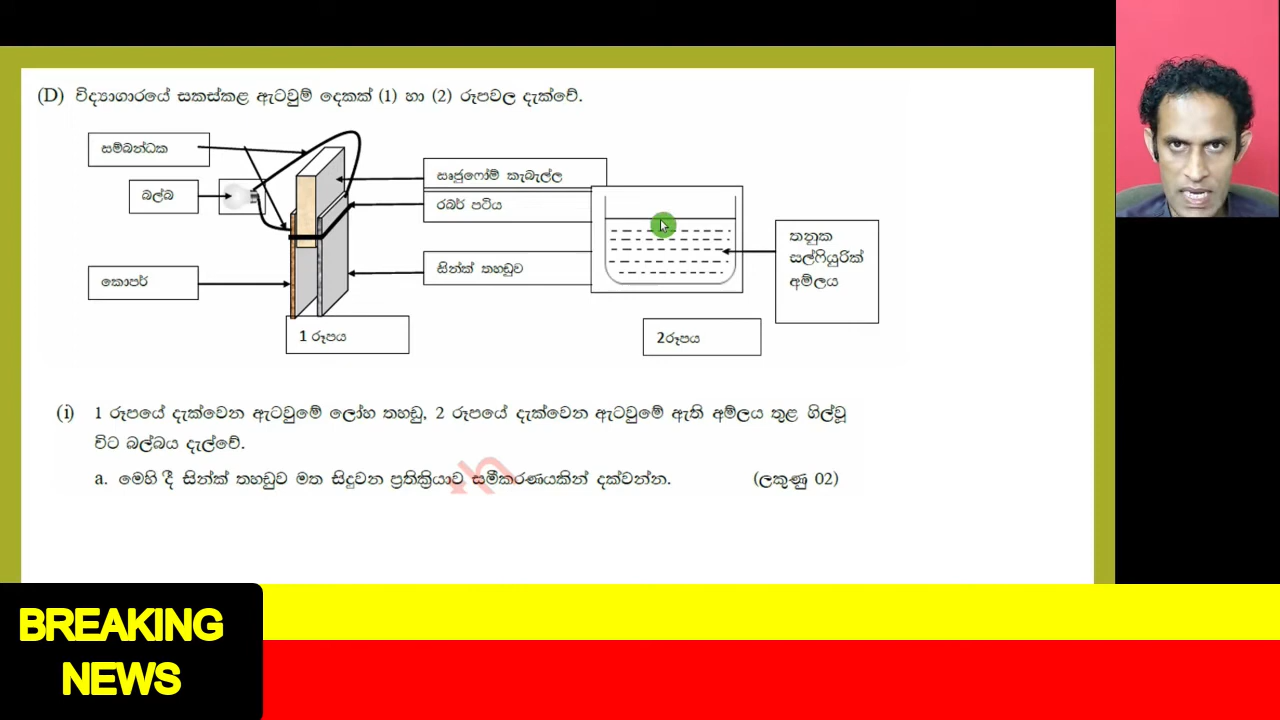 (D) විද්‍යාගාරයේ සකස්කළ ඇටවුම් දෙකක් (1) හා (2) රූපවල දැක්වේ.
සම්බන්ධක
බල්බ
කොපර්
සෘජුෆෝම් කැබැල්ල
රබර් පටිය
සින්ක් තහඩුව
තනුක
සල්ෆියුරික්
අම්ලය
1 රූපය
2රූපය
(i) 1 රූපයේ දැක්වෙන ඇටවුමේ ලෝහ තහඩු, 2 රූපයේ දැක්වෙන ඇටවුමේ ඇති අම්ලය තුළ ගිල්වූ
විට බල්බය දැල්වේ.
a. මෙහි දී සින්ක් තහඩුව මත සිදුවන ප්‍රතික්‍රියාව සමීකරණයකින් දක්වන්න. (ලකුණු 02)
BREAKING
NEWS